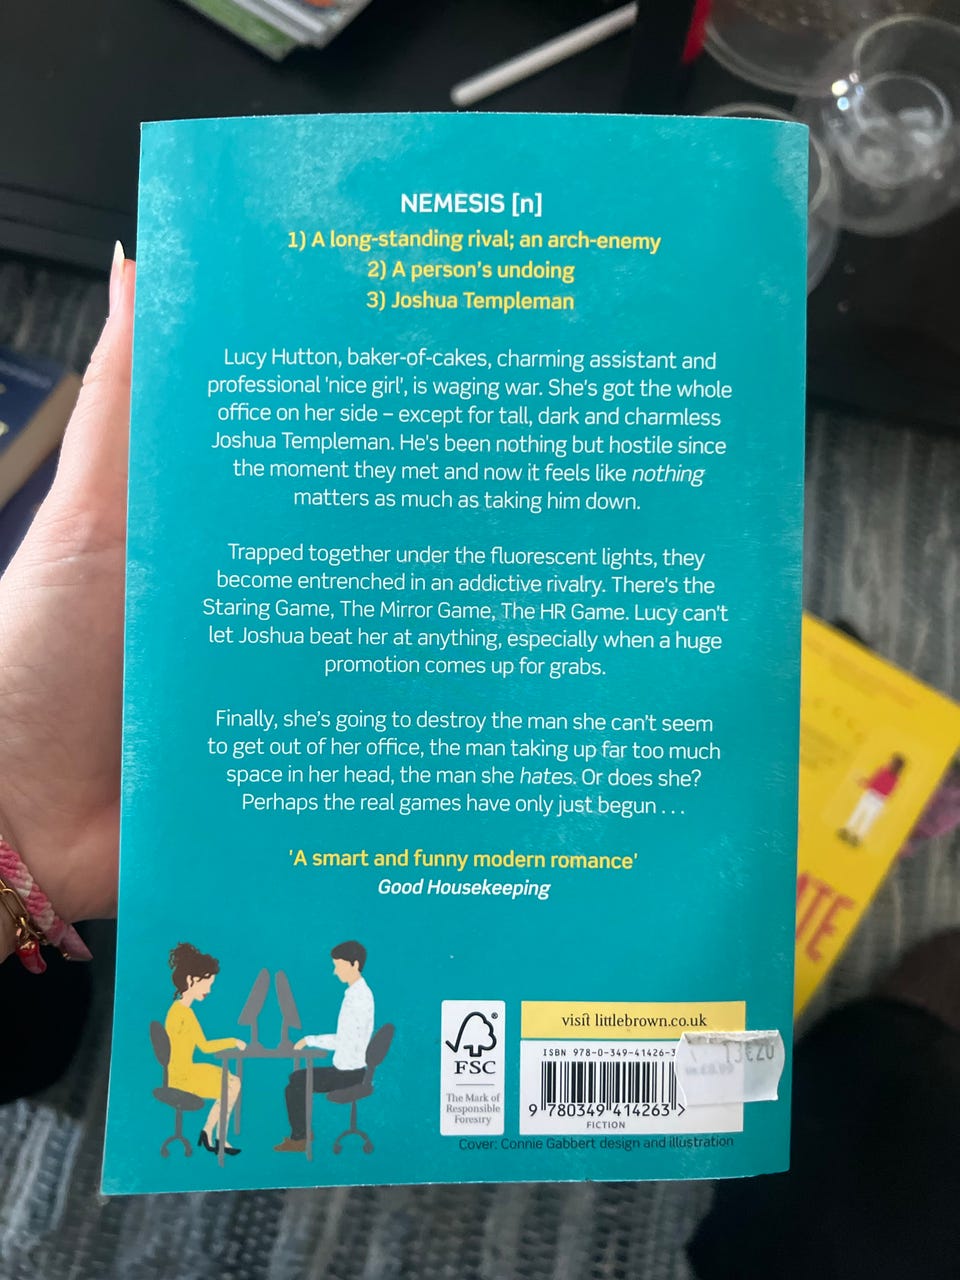 NEMESIS [n]
1) A long-standing rival; an arch-enemy
2) A person's undoing
3) Joshua Templeman
Lucy Hutton, baker-of-cakes, charming assistant and
professional 'nice girl', is waging war. She's got the whole
office on her side – except for tall, dark and charmless
Joshua Templeman. He's been nothing but hostile since
the moment they met and now it feels like nothing
matters as much as taking him down.
Trapped together under the fluorescent lights, they
become entrenched in an addictive rivalry. There's the
Staring Game, The Mirror Game, The HR Game. Lucy can't
let Joshua beat her at anything, especially when a huge
promotion comes up for grabs.
Finally, she's going to destroy the man she can't seem
to get out of her office, the man taking up far too much
space in her head, the man she hates. Or does she?
Perhaps the real games have only just begun . . .
'A smart and funny modern romance'
Good Housekeeping
FSC
®
The Mark of
Responsible
Forestry
visit littlebrown.co.uk
ISBN 978-0-349-41426-3
13€20
9 780349 414263 >
FICTION
Cover: Connie Gabbert design and illustration